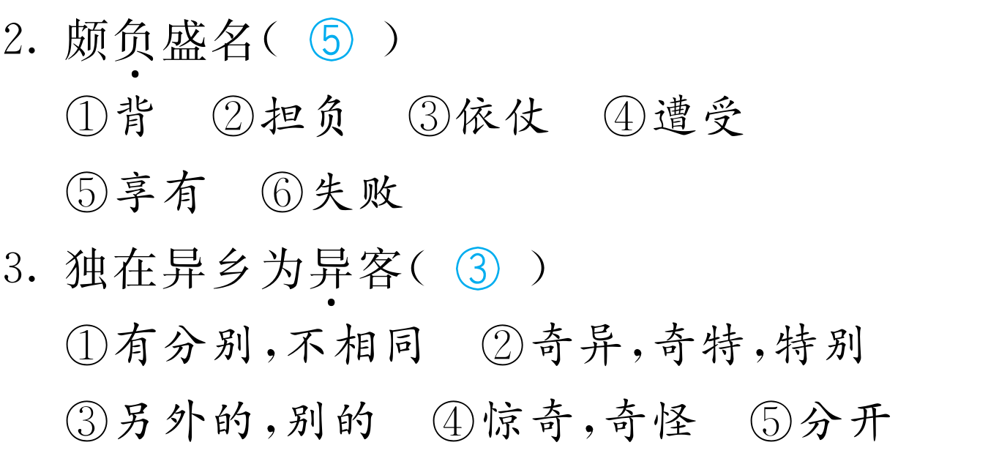 2. 颇负盛名( ⑤ )
①背 ②担负 ③依仗 ④遭受
⑤享有 ⑥失败
3. 独在异乡为异客( ③ )
①有分别,不相同 ②奇异,奇特,特别
③另外的,别的 ④惊奇,奇怪 ⑤分开